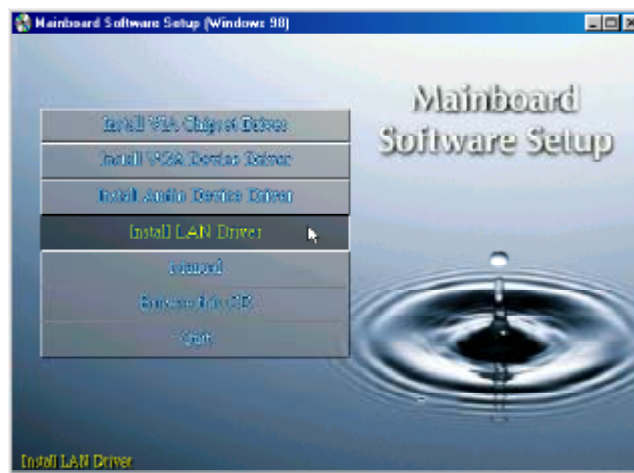 Mainboard Software Setup (Windows 98)
Mainboard
Software Setup
Install VIA Chipset Driver
Install VGA Device Driver
Install Audio Device Driver
Install LAN Driver
Manual
Browse this CD
Quit
Install LAN Driver